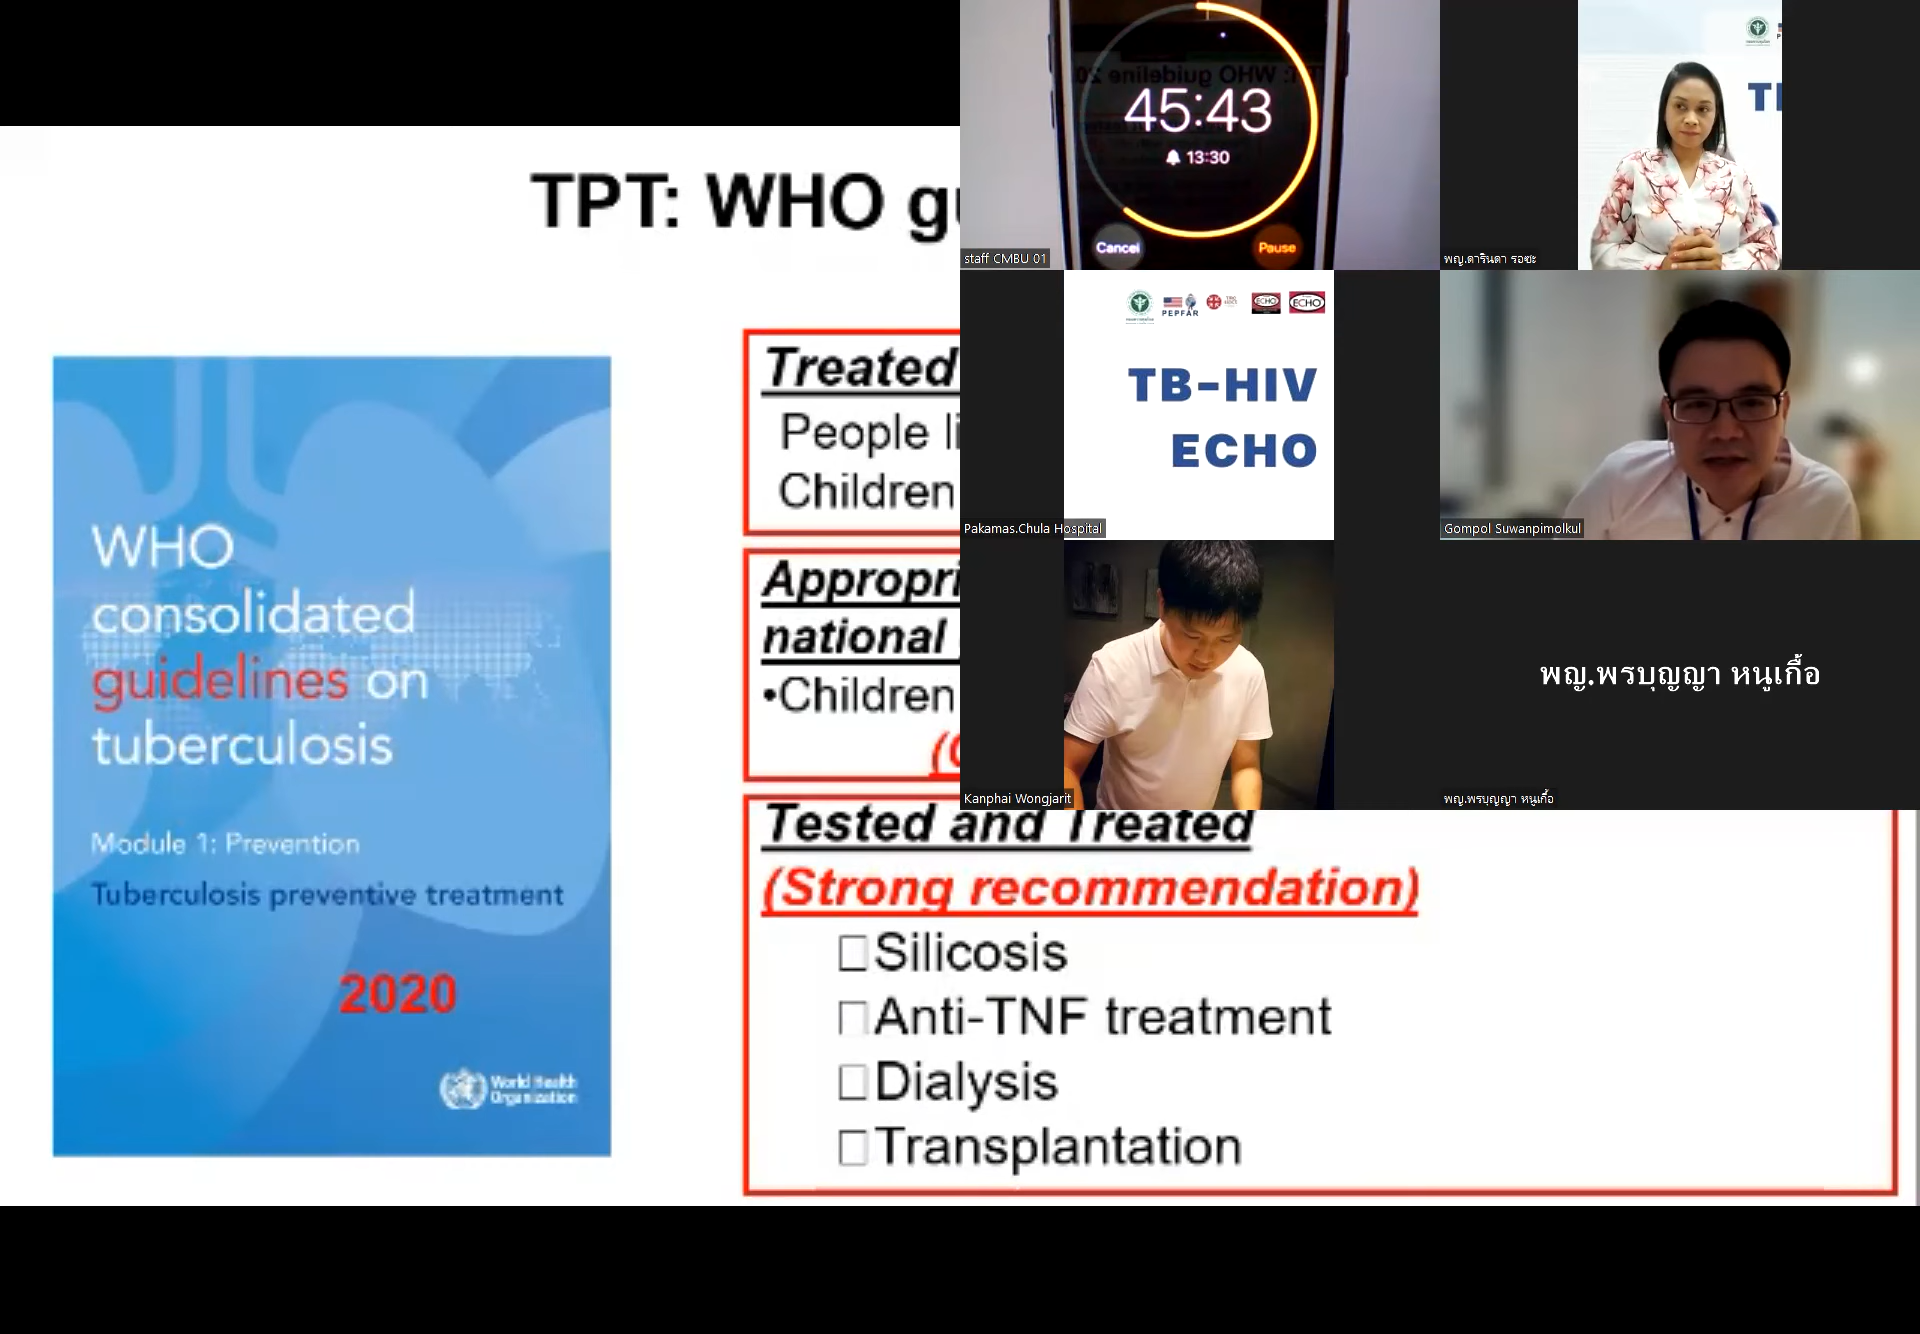 TPT: WHO
WHO
consolidated
guidelines on
tuberculosis
Module 1: Prevention
Tuberculosis preventive treatment
2020
World Health
Organization
Treated
People
Children
national
•Children
Tested and Treated
(Strong recommendation)
Silicosis
Anti-TNF treatment
Dialysis
Transplantation
WHO guideline 20
45:43
13:30
Cancel
Pause
staff CMBU 01
พญ.ดารินดา รอซะ
PEPFAR
ECHO
ECHO
TB-HIV
ECHO
Pakamas.Chula Hospital
Gompol Suwanpimolkul
Kanphai Wongjarit
พญ.พรบุญญา หนูเกื้อ
พญ.พรบุญญา หนูเกื้อ